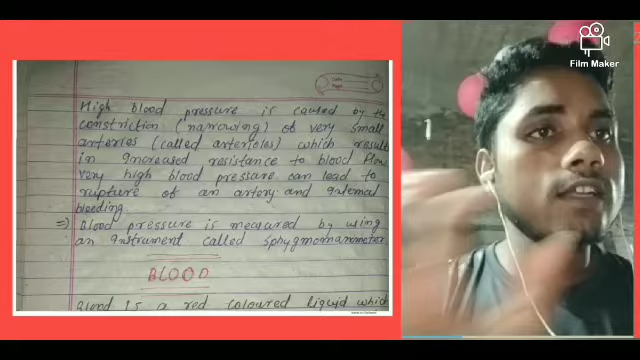 Film Maker
Date
Page
High blood pressure is caused by the
constriction (narrowing) of very small
arteries (called arterioles) which results
in increased resistance to blood flow
very high blood pressure can lead to
rupture of an artery and internal
bleeding.
=) Blood pressure is measured by using
an instrument called sphygmomanometer
BLOOD
Blood is a red coloured liquid which